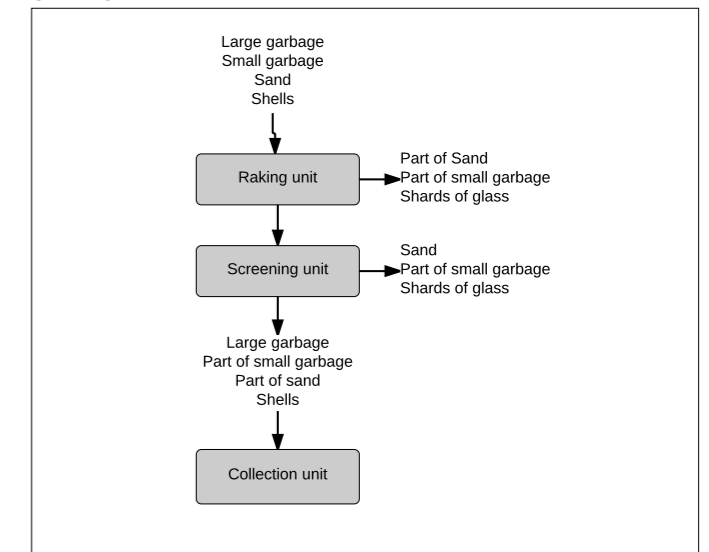 Large garbage
Small garbage
Sand
Shells
Raking unit
Part of Sand
Part of small garbage
Shards of glass
Screening unit
Sand
Part of small garbage
Shards of glass
Large garbage
Part of small garbage
Part of sand
Shells
Collection unit